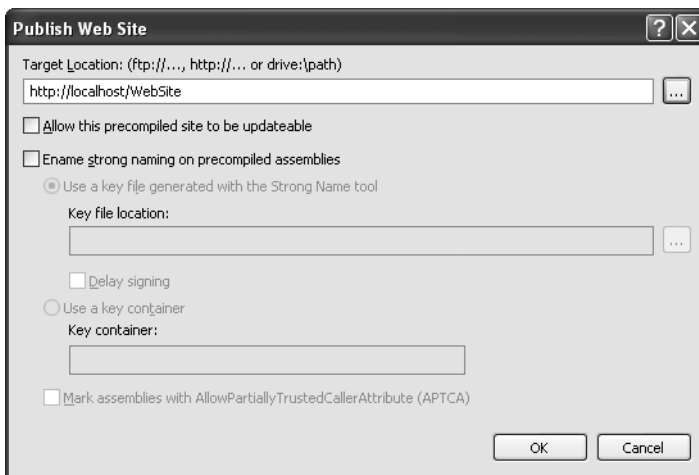 Publish Web Site
Target Location: (ftp://..., http://... or drive:\path)
http://localhost/WebSite
...
Allow this precompiled site to be updateable
Ename strong naming on precompiled assemblies
Use a key file generated with the Strong Name tool
Key file location:
...
Delay signing
Use a key container
Key container:
Mark assemblies with AllowPartiallyTrustedCallerAttribute (APTCA)
OK Cancel